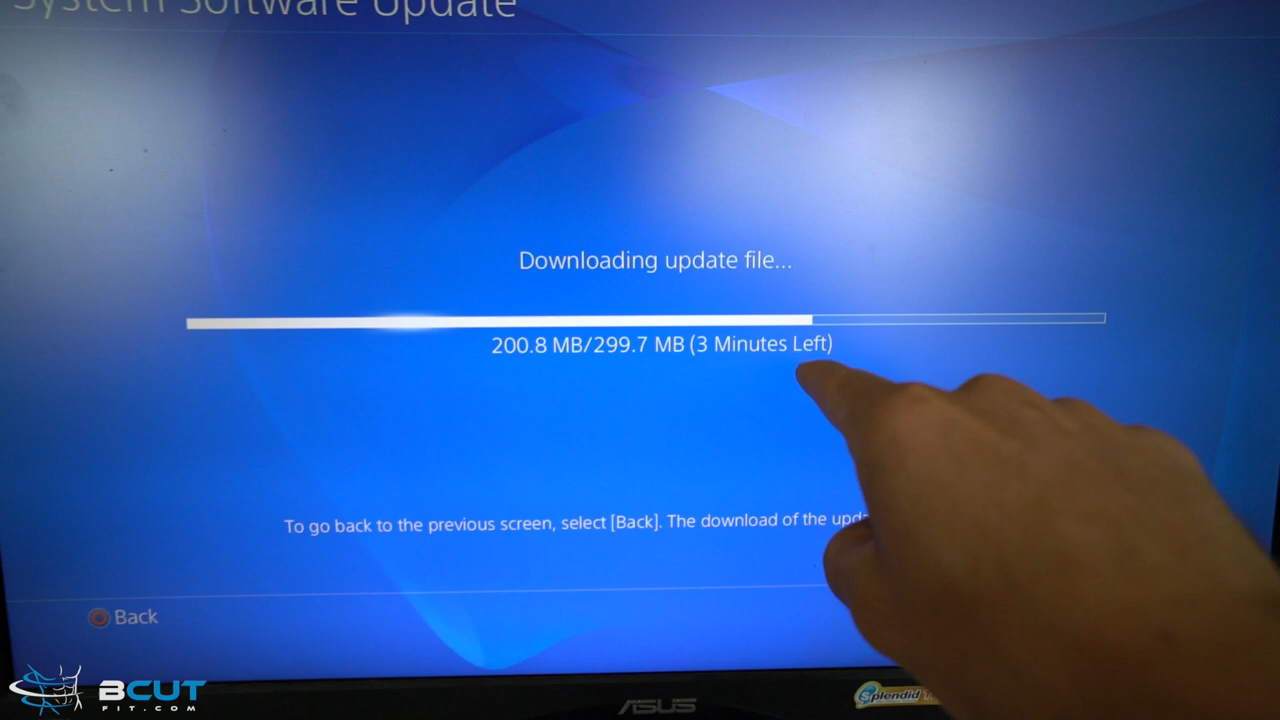 System Software Update
Downloading update file...
200.8 MB/299.7 MB (3 Minutes Left)
To go back to the previous screen, select [Back]. The download of the upda
Back
BCUT
FIT.COM
ASUS
Splendid